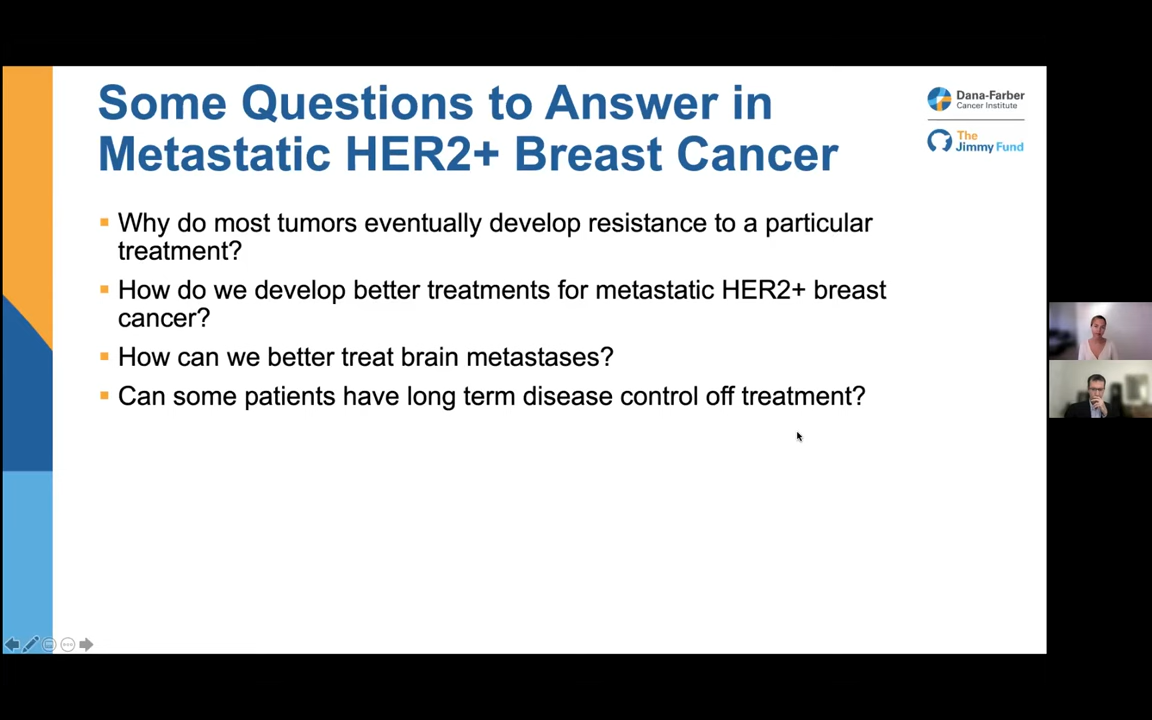 Some Questions to Answer in
Metastatic HER2+ Breast Cancer
Dana-Farber
Cancer Institute
The
Jimmy Fund
Why do most tumors eventually develop resistance to a particular
treatment?
How do we develop better treatments for metastatic HER2+ breast
cancer?
How can we better treat brain metastases?
Can some patients have long term disease control off treatment?